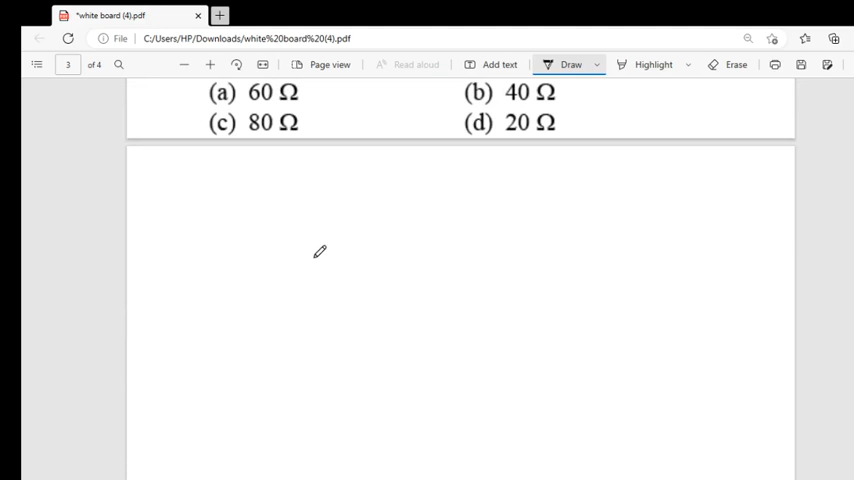 *white board (4).pdf
File C:/Users/HP/Downloads/white%20board%20(4).pdf
3 of 4 Page view Read aloud Add text Draw Highlight Erase
(a) 60 Ω (b) 40 Ω
(c) 80 Ω (d) 20 Ω